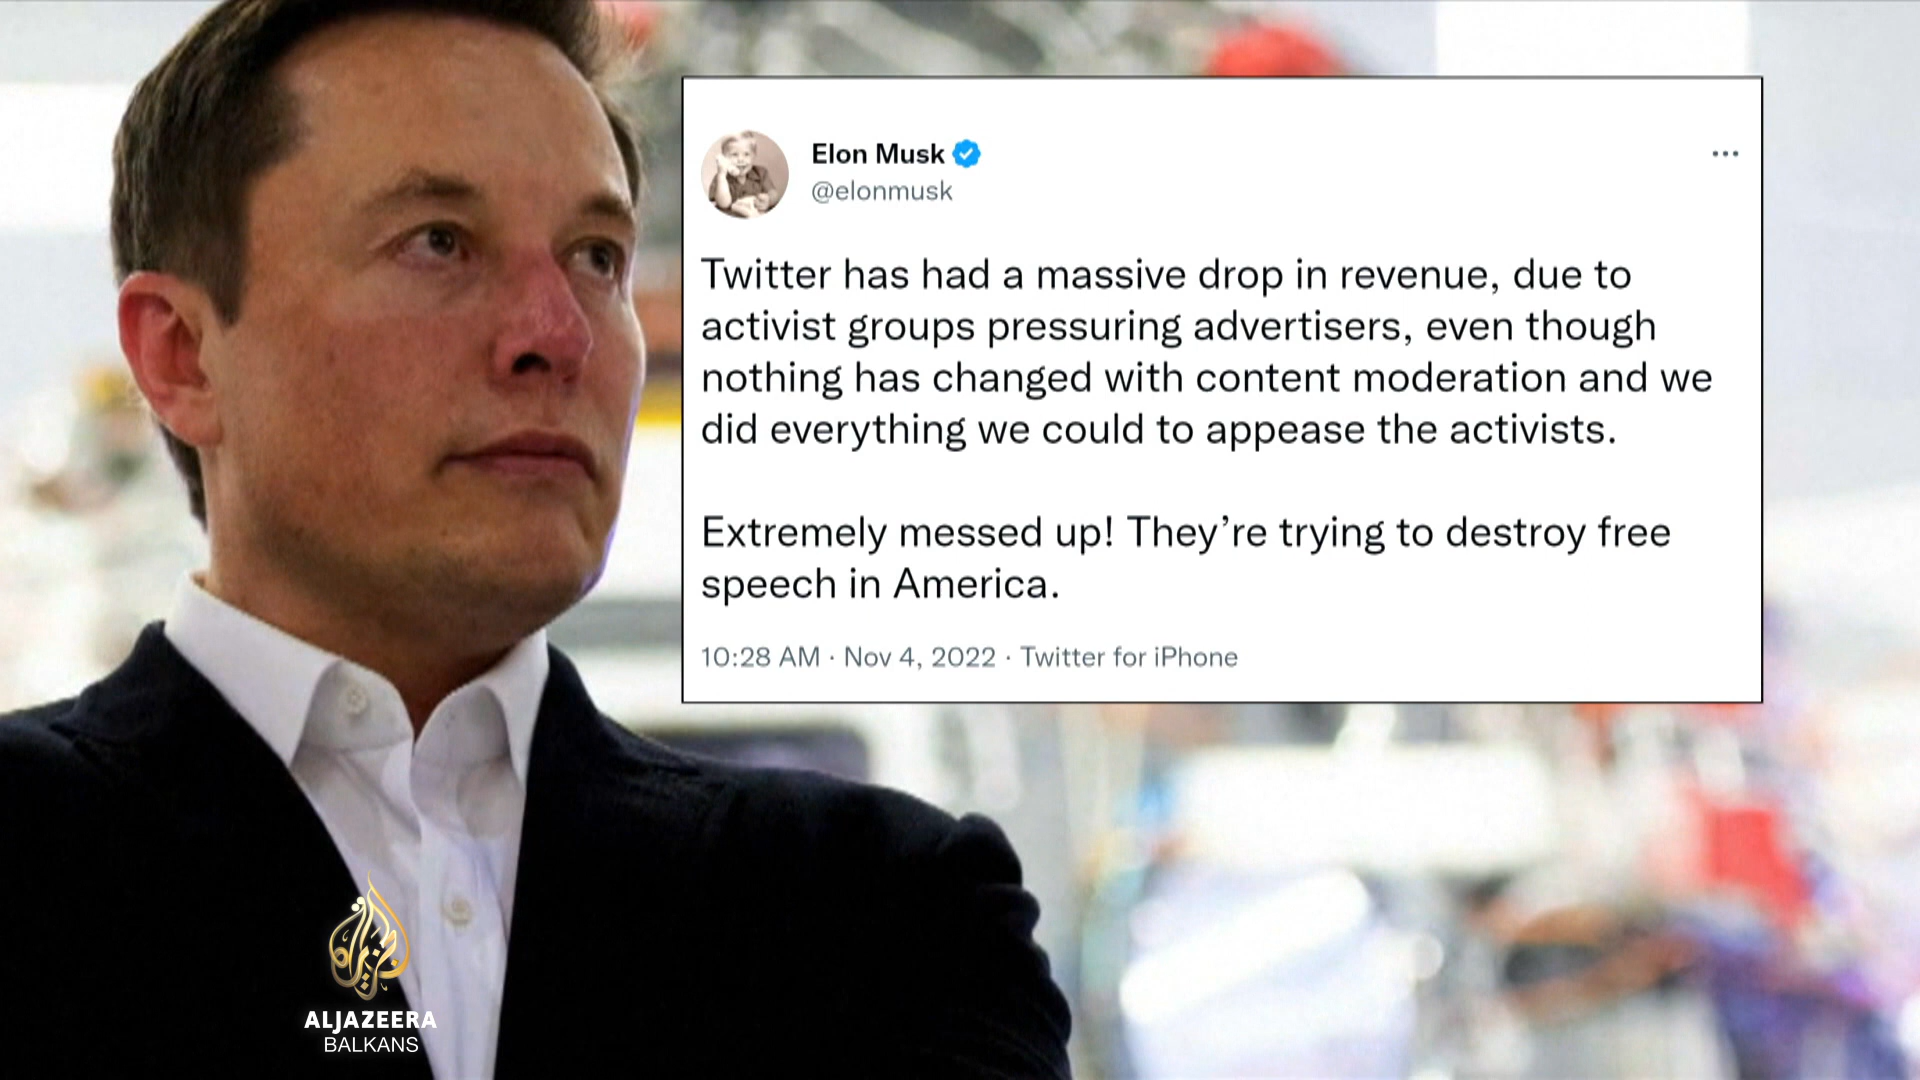 Elon Musk
@elonmusk
Twitter has had a massive drop in revenue, due to
activist groups pressuring advertisers, even though
nothing has changed with content moderation and we
did everything we could to appease the activists.
Extremely messed up! They’re trying to destroy free
speech in America.
10:28 AM · Nov 4, 2022 · Twitter for iPhone
ALJAZEERA
BALKANS